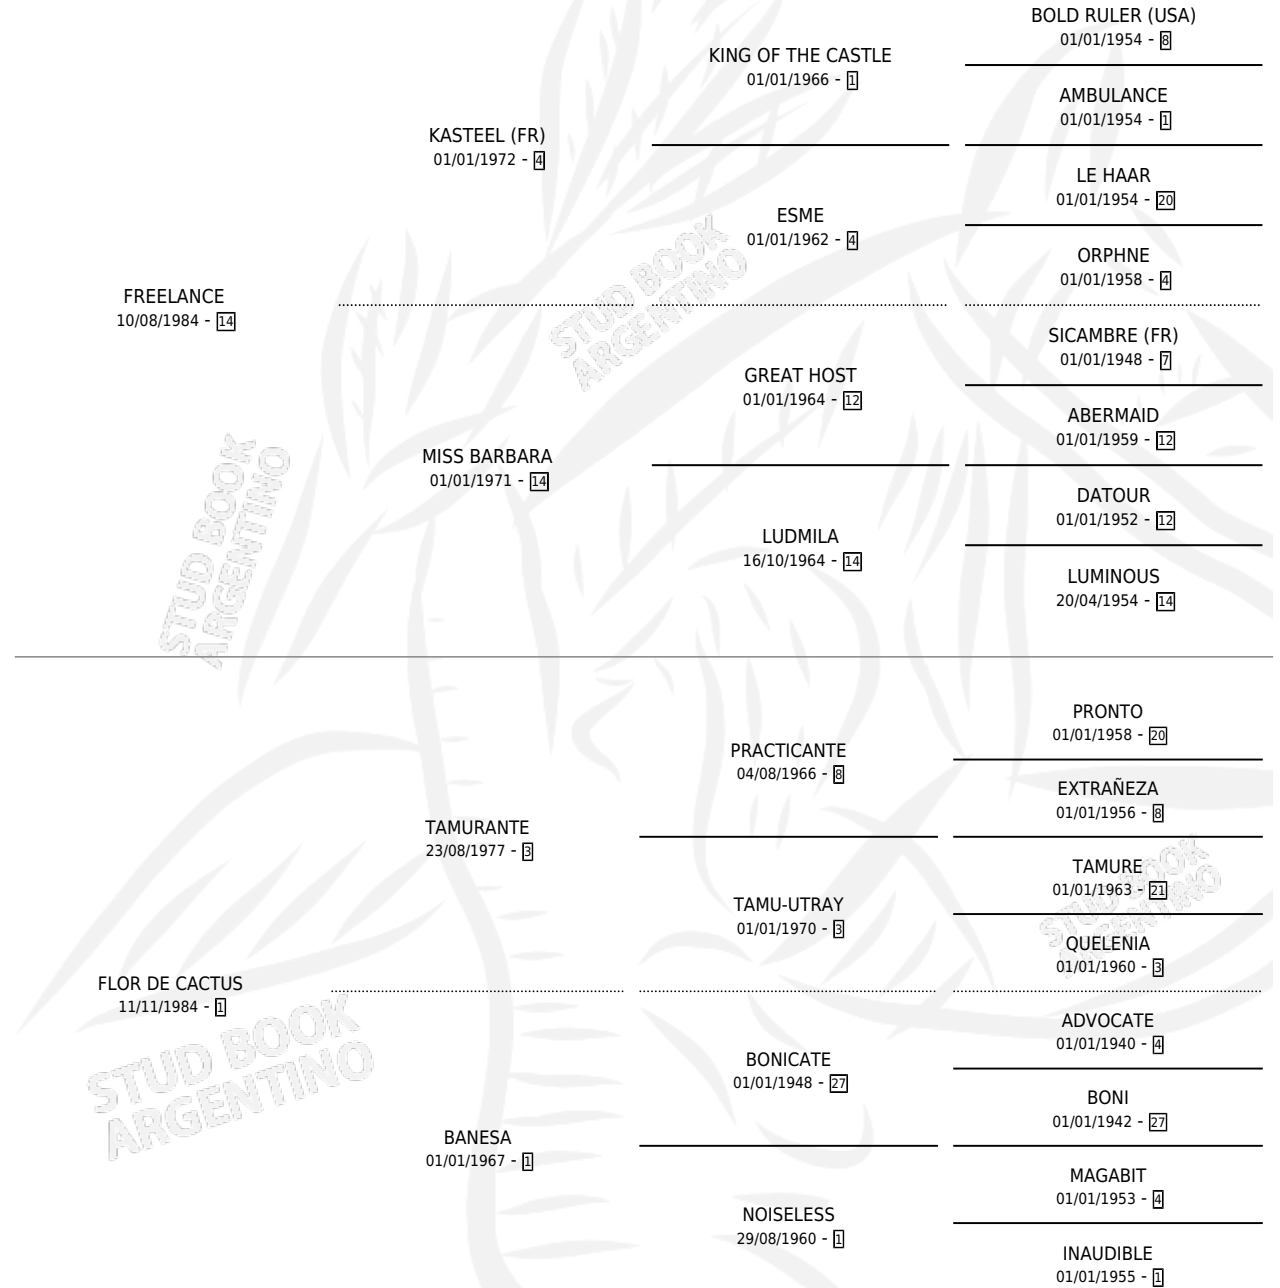 BOLD RULER (USA)
01/01/1954 - 8
KING OF THE CASTLE
01/01/1966 - 1
AMBULANCE
01/01/1954 - 1
KASTEEL (FR)
01/01/1972 - 4
LE HAAR
01/01/1954 - 20
ESME
01/01/1962 - 4
ORPHNE
01/01/1958 - 4
FREELANCE
10/08/1984 - 14
SICAMBRE (FR)
01/01/1948 - 7
GREAT HOST
01/01/1964 - 12
ABERMAID
01/01/1959 - 12
MISS BARBARA
01/01/1971 - 14
DATOUR
01/01/1952 - 12
LUDMILA
16/10/1964 - 14
LUMINOUS
20/04/1954 - 14
PRONTO
01/01/1958 - 20
PRACTICANTE
04/08/1966 - 8
EXTRAÑEZA
01/01/1956 - 8
TAMURANTE
23/08/1977 - 3
TAMURE
01/01/1963 - 21
TAMU-UTRAY
01/01/1970 - 3
QUELENIA
01/01/1960 - 3
FLOR DE CACTUS
11/11/1984 - 1
ADVOCATE
01/01/1940 - 4
BONICATE
01/01/1948 - 27
BONI
01/01/1942 - 27
BANESA
01/01/1967 - 1
MAGABIT
01/01/1953 - 4
NOISELESS
29/08/1960 - 1
INAUDIBLE
01/01/1955 - 1
STUD BOOK
ARGENTINO
STUD BOOK
ARGENTINO
STUD BOOK
ARGENTINO
STUD BOOK
ARGENTINO